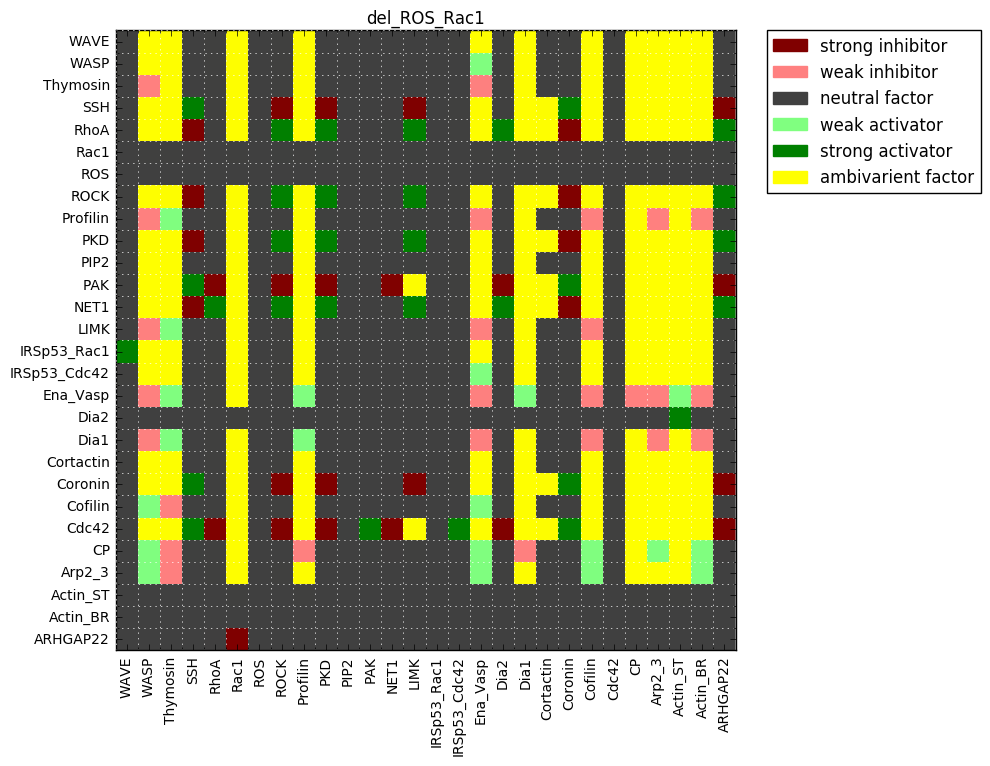 del_ROS_Rac1
WAVE
WASP
Thymosin
SSH
RhoA
Rac1
ROS
ROCK
Profilin
PKD
PIP2
PAK
NET1
LIMK
IRSp53_Rac1
IRSp53_Cdc42
Ena_Vasp
Dia2
Dia1
Cortactin
Coronin
Cofilin
Cdc42
CP
Arp2_3
Actin_ST
Actin_BR
ARHGAP22
WAVE
WASP
Thymosin
SSH
RhoA
Rac1
ROS
ROCK
Profilin
PKD
PIP2
PAK
NET1
LIMK
IRSp53_Rac1
IRSp53_Cdc42
Ena_Vasp
Dia2
Dia1
Cortactin
Coronin
Cofilin
Cdc42
CP
Arp2_3
Actin_ST
Actin_BR
ARHGAP22
strong inhibitor
weak inhibitor
neutral factor
weak activator
strong activator
ambivarient factor